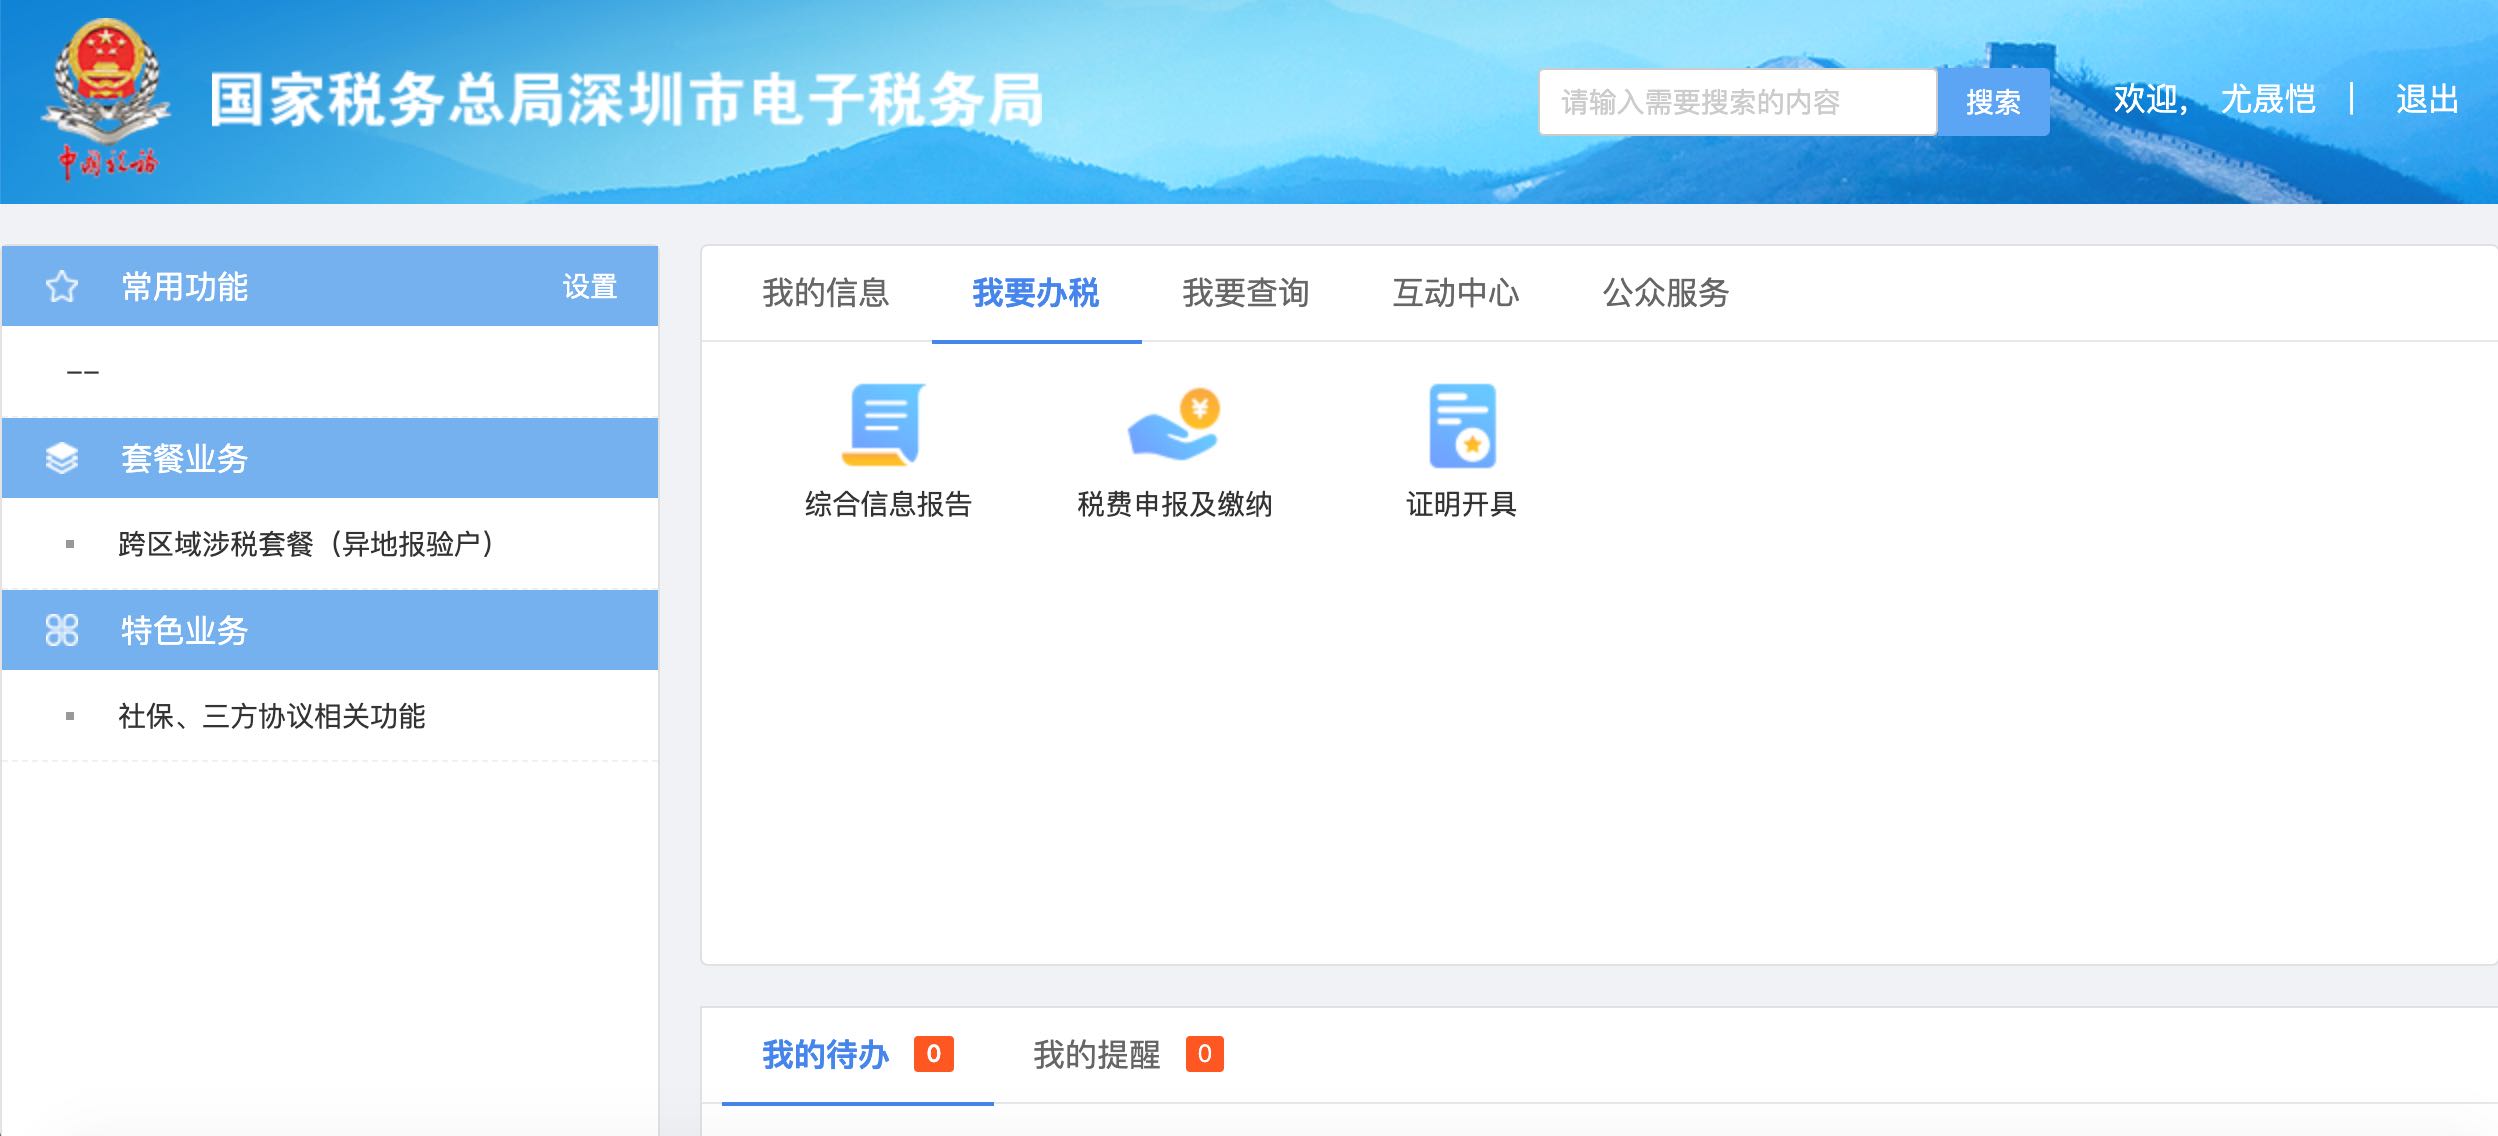 国家税务总局深圳市电子税务局
中国税务
请输入需要搜索的内容
搜索
欢迎， 尤晟恺 | 退出
常用功能 设置
——
套餐业务
跨区域涉税套餐（异地报验户）
特色业务
社保、三方协议相关功能
我的信息 我要办税 我要查询 互动中心 公众服务
综合信息报告 税费申报及缴纳 证明开具
我的待办 0 我的提醒 0